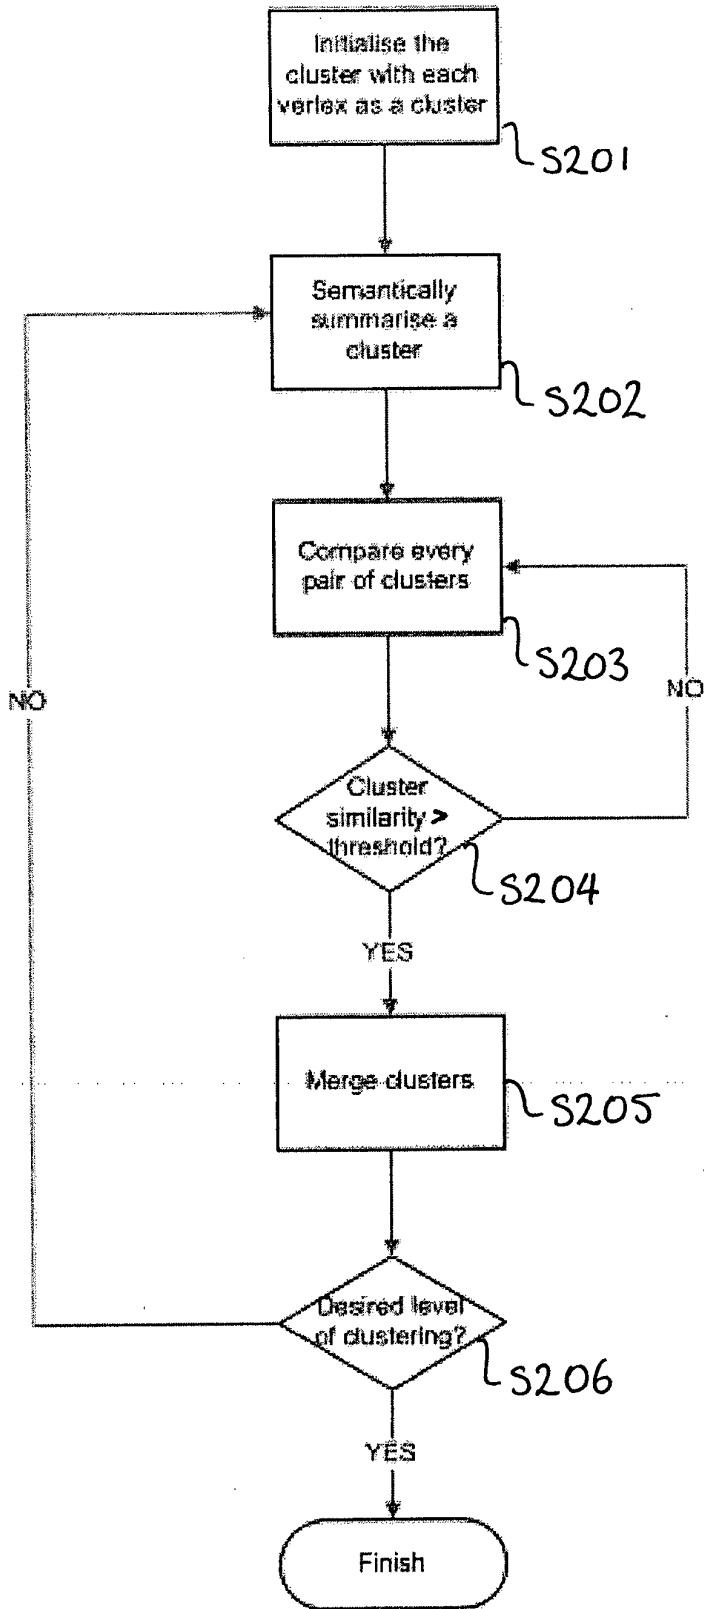 Initialise the
cluster with each
vertex as a cluster
S201
Semantically
summarise a
cluster
S202
Compare every
pair of clusters
S203
NO
NO
Cluster
similarity >
threshold?
S204
YES
Merge clusters
S205
Desired level
of clustering?
S206
YES
Finish